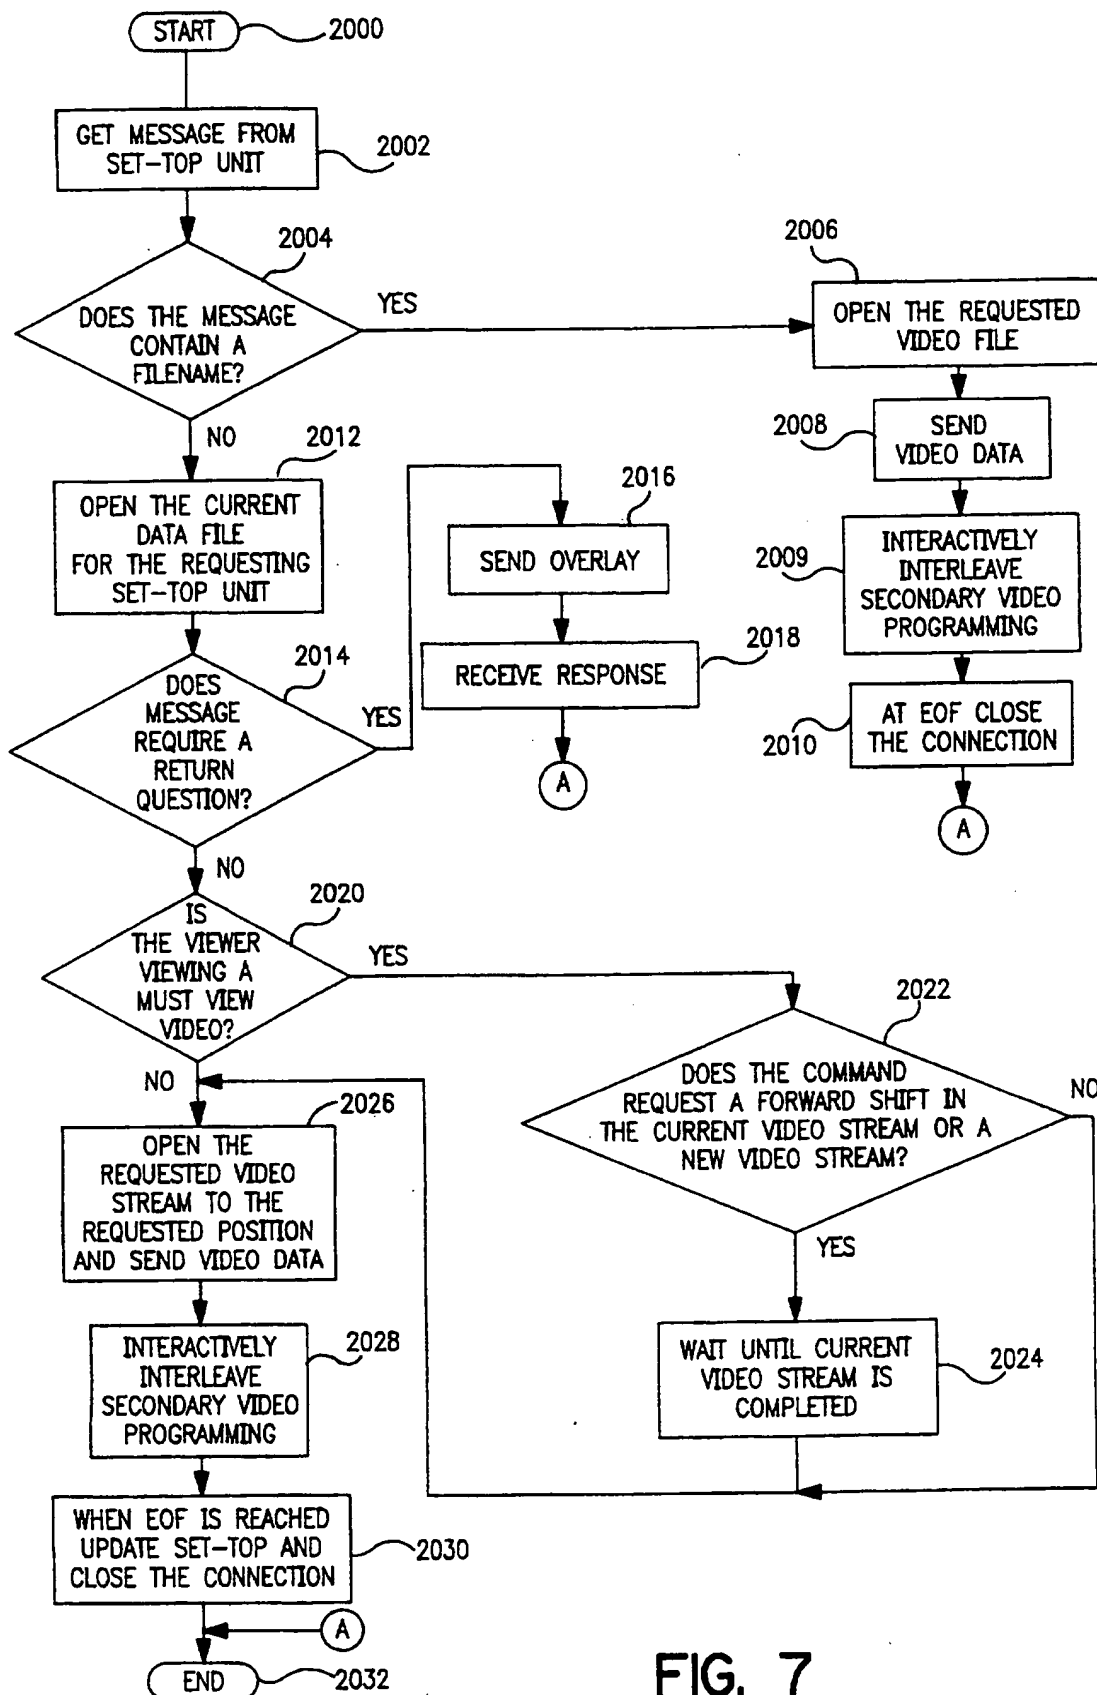 START
2000
GET MESSAGE FROM
SET-TOP UNIT
2002
2004
DOES THE MESSAGE
CONTAIN A
FILENAME?
YES
NO
2006
OPEN THE REQUESTED
VIDEO FILE
2008
SEND
VIDEO DATA
2009
INTERACTIVELY
INTERLEAVE
SECONDARY VIDEO
PROGRAMMING
2010
AT EOF CLOSE
THE CONNECTION
A
2012
OPEN THE CURRENT
DATA FILE
FOR THE REQUESTING
SET-TOP UNIT
2014
DOES
MESSAGE
REQUIRE A
RETURN
QUESTION?
YES
NO
2016
SEND OVERLAY
RECEIVE RESPONSE
2018
A
2020
IS
THE VIEWER
VIEWING A
MUST VIEW
VIDEO?
YES
NO
2022
DOES THE COMMAND
REQUEST A FORWARD SHIFT IN
THE CURRENT VIDEO STREAM OR A
NEW VIDEO STREAM?
NO
YES
WAIT UNTIL CURRENT
VIDEO STREAM IS
COMPLETED
2024
2026
OPEN THE
REQUESTED VIDEO
STREAM TO THE
REQUESTED POSITION
AND SEND VIDEO DATA
INTERACTIVELY
INTERLEAVE
SECONDARY VIDEO
PROGRAMMING
2028
WHEN EOF IS REACHED
UPDATE SET-TOP AND
CLOSE THE CONNECTION
2030
A
END
2032
FIG. 7